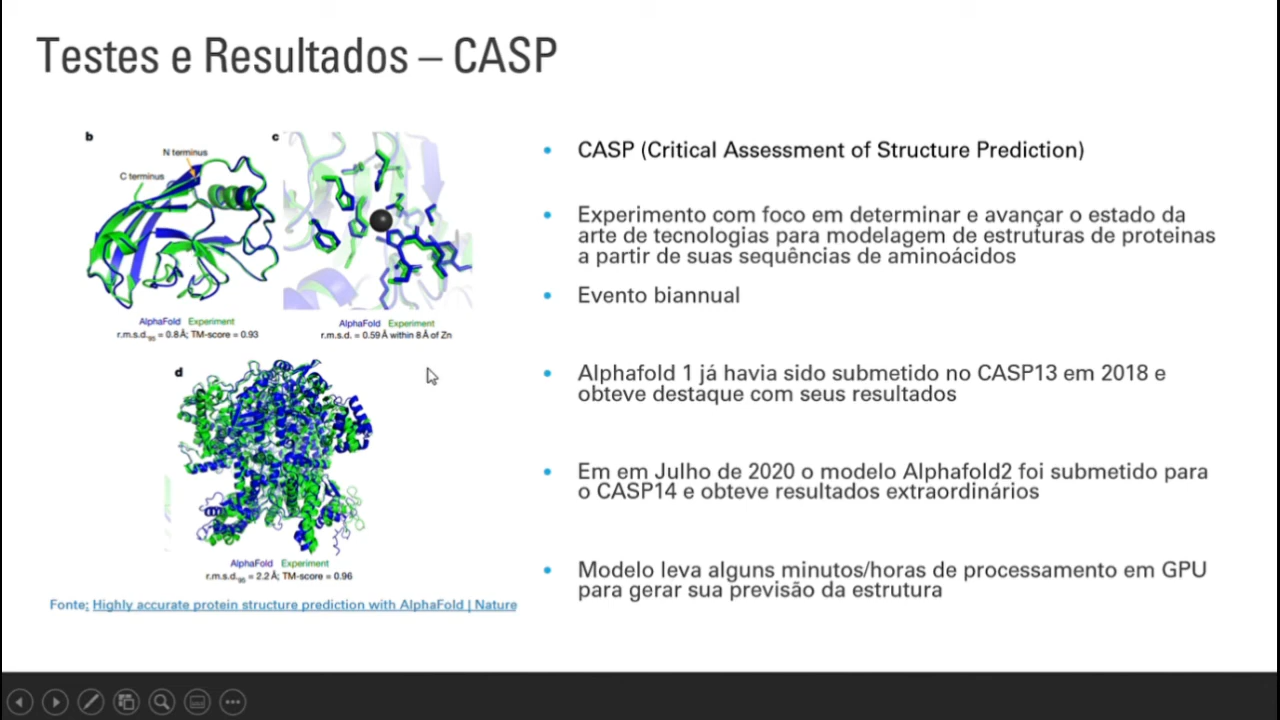 Testes e Resultados – CASP
b
N terminus
C terminus
AlphaFold Experiment
r.m.s.d.95 = 0.8 Å; TM-score = 0.93
c
AlphaFold Experiment
r.m.s.d. = 0.59 Å within 8 Å of Zn
d
AlphaFold Experiment
r.m.s.d.95 = 2.2 Å; TM-score = 0.96
Fonte: Highly accurate protein structure prediction with AlphaFold | Nature
• CASP (Critical Assessment of Structure Prediction)
• Experimento com foco em determinar e avançar o estado da
arte de tecnologias para modelagem de estruturas de proteinas
a partir de suas sequências de aminoácidos
• Evento biannual
• Alphafold 1 já havia sido submetido no CASP13 em 2018 e
obteve destaque com seus resultados
• Em em Julho de 2020 o modelo Alphafold2 foi submetido para
o CASP14 e obteve resultados extraordinários
• Modelo leva alguns minutos/horas de processamento em GPU
para gerar sua previsão da estrutura